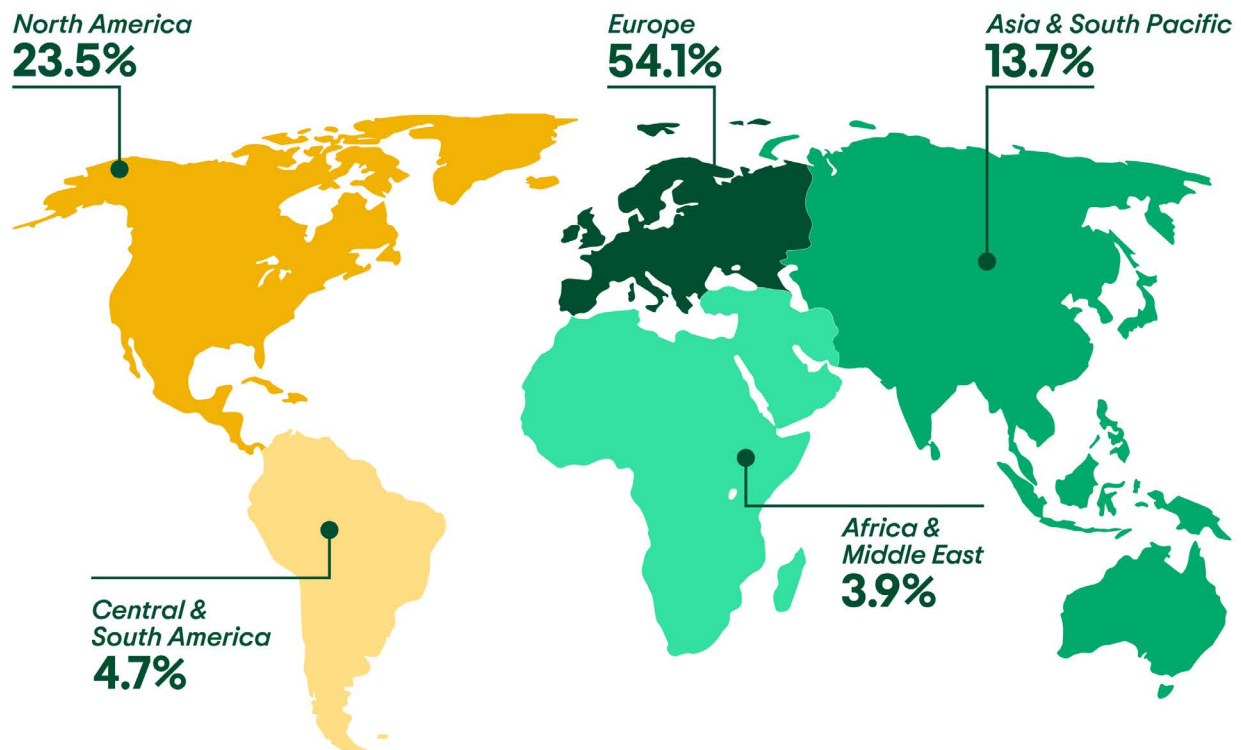 North America
23.5%
Europe
54.1%
Asia & South Pacific
13.7%
Africa &
Middle East
3.9%
Central &
South America
4.7%